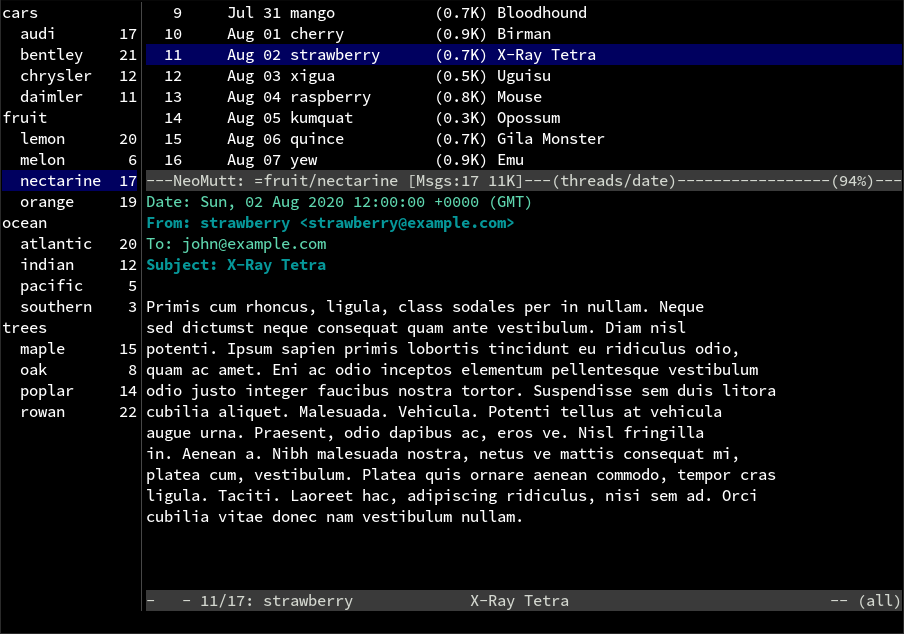 cars
audi 17
bentley 21
chrysler 12
daimler 11
fruit
lemon 20
melon 6
nectarine 17
orange 19
ocean
atlantic 20
indian 12
pacific 5
southern 3
trees
maple 15
oak 8
poplar 14
rowan 22
9 Jul 31 mango (0.7K) Bloodhound
10 Aug 01 cherry (0.9K) Birman
11 Aug 02 strawberry (0.7K) X-Ray Tetra
12 Aug 03 xigua (0.5K) Uguisu
13 Aug 04 raspberry (0.8K) Mouse
14 Aug 05 kumquat (0.3K) Opossum
15 Aug 06 quince (0.7K) Gila Monster
16 Aug 07 yew (0.9K) Emu
---NeoMutt: =fruit/nectarine [Msgs:17 11K]---(threads/date)-----------------(94%)---
Date: Sun, 02 Aug 2020 12:00:00 +0000 (GMT)
From: strawberry <strawberry@example.com>
To: john@example.com
Subject: X-Ray Tetra
Primis cum rhoncus, ligula, class sodales per in nullam. Neque
sed dictumst neque consequat quam ante vestibulum. Diam nisl
potenti. Ipsum sapien primis lobortis tincidunt eu ridiculus odio,
quam ac amet. Eni ac odio inceptos elementum pellentesque vestibulum
odio justo integer faucibus nostra tortor. Suspendisse sem duis litora
cubilia aliquet. Malesuada. Vehicula. Potenti tellus at vehicula
augue urna. Praesent, odio dapibus ac, eros ve. Nisl fringilla
in. Aenean a. Nibh malesuada nostra, netus ve mattis consequat mi,
platea cum, vestibulum. Platea quis ornare aenean commodo, tempor cras
ligula. Taciti. Laoreet hac, adipiscing ridiculus, nisi sem ad. Orci
cubilia vitae donec nam vestibulum nullam.
-   - 11/17: strawberry X-Ray Tetra -- (all)